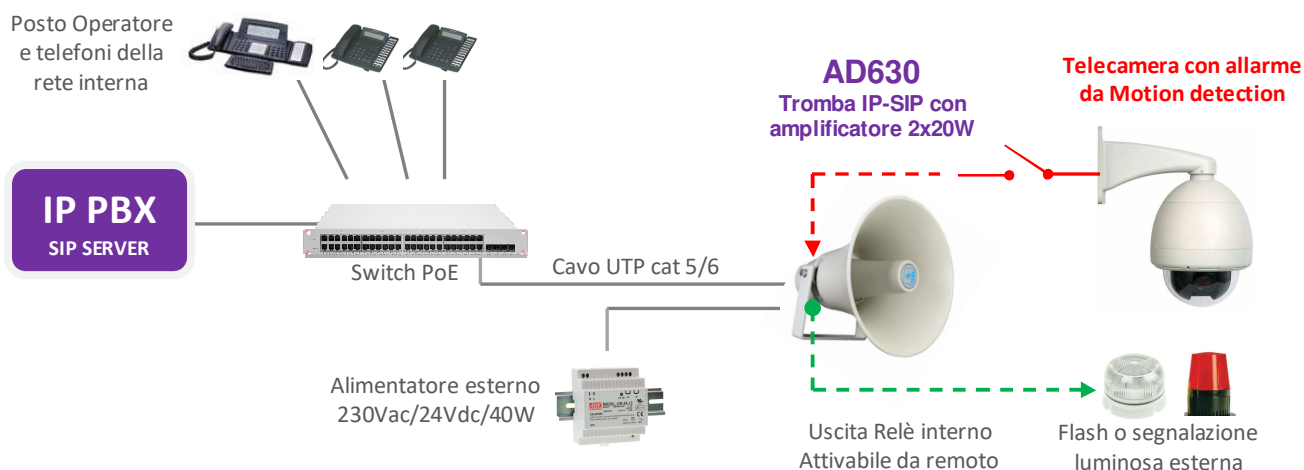 Posto Operatore
e telefoni della
rete interna
AD630
Tromba IP-SIP con
amplificatore 2x20W
Telecamera con allarme
da Motion detection
IP PBX
SIP SERVER
Switch PoE
Cavo UTP cat 5/6
Alimentatore esterno
230Vac/24Vdc/40W
Uscita Relè interno
Attivabile da remoto
Flash o segnalazione
luminosa esterna